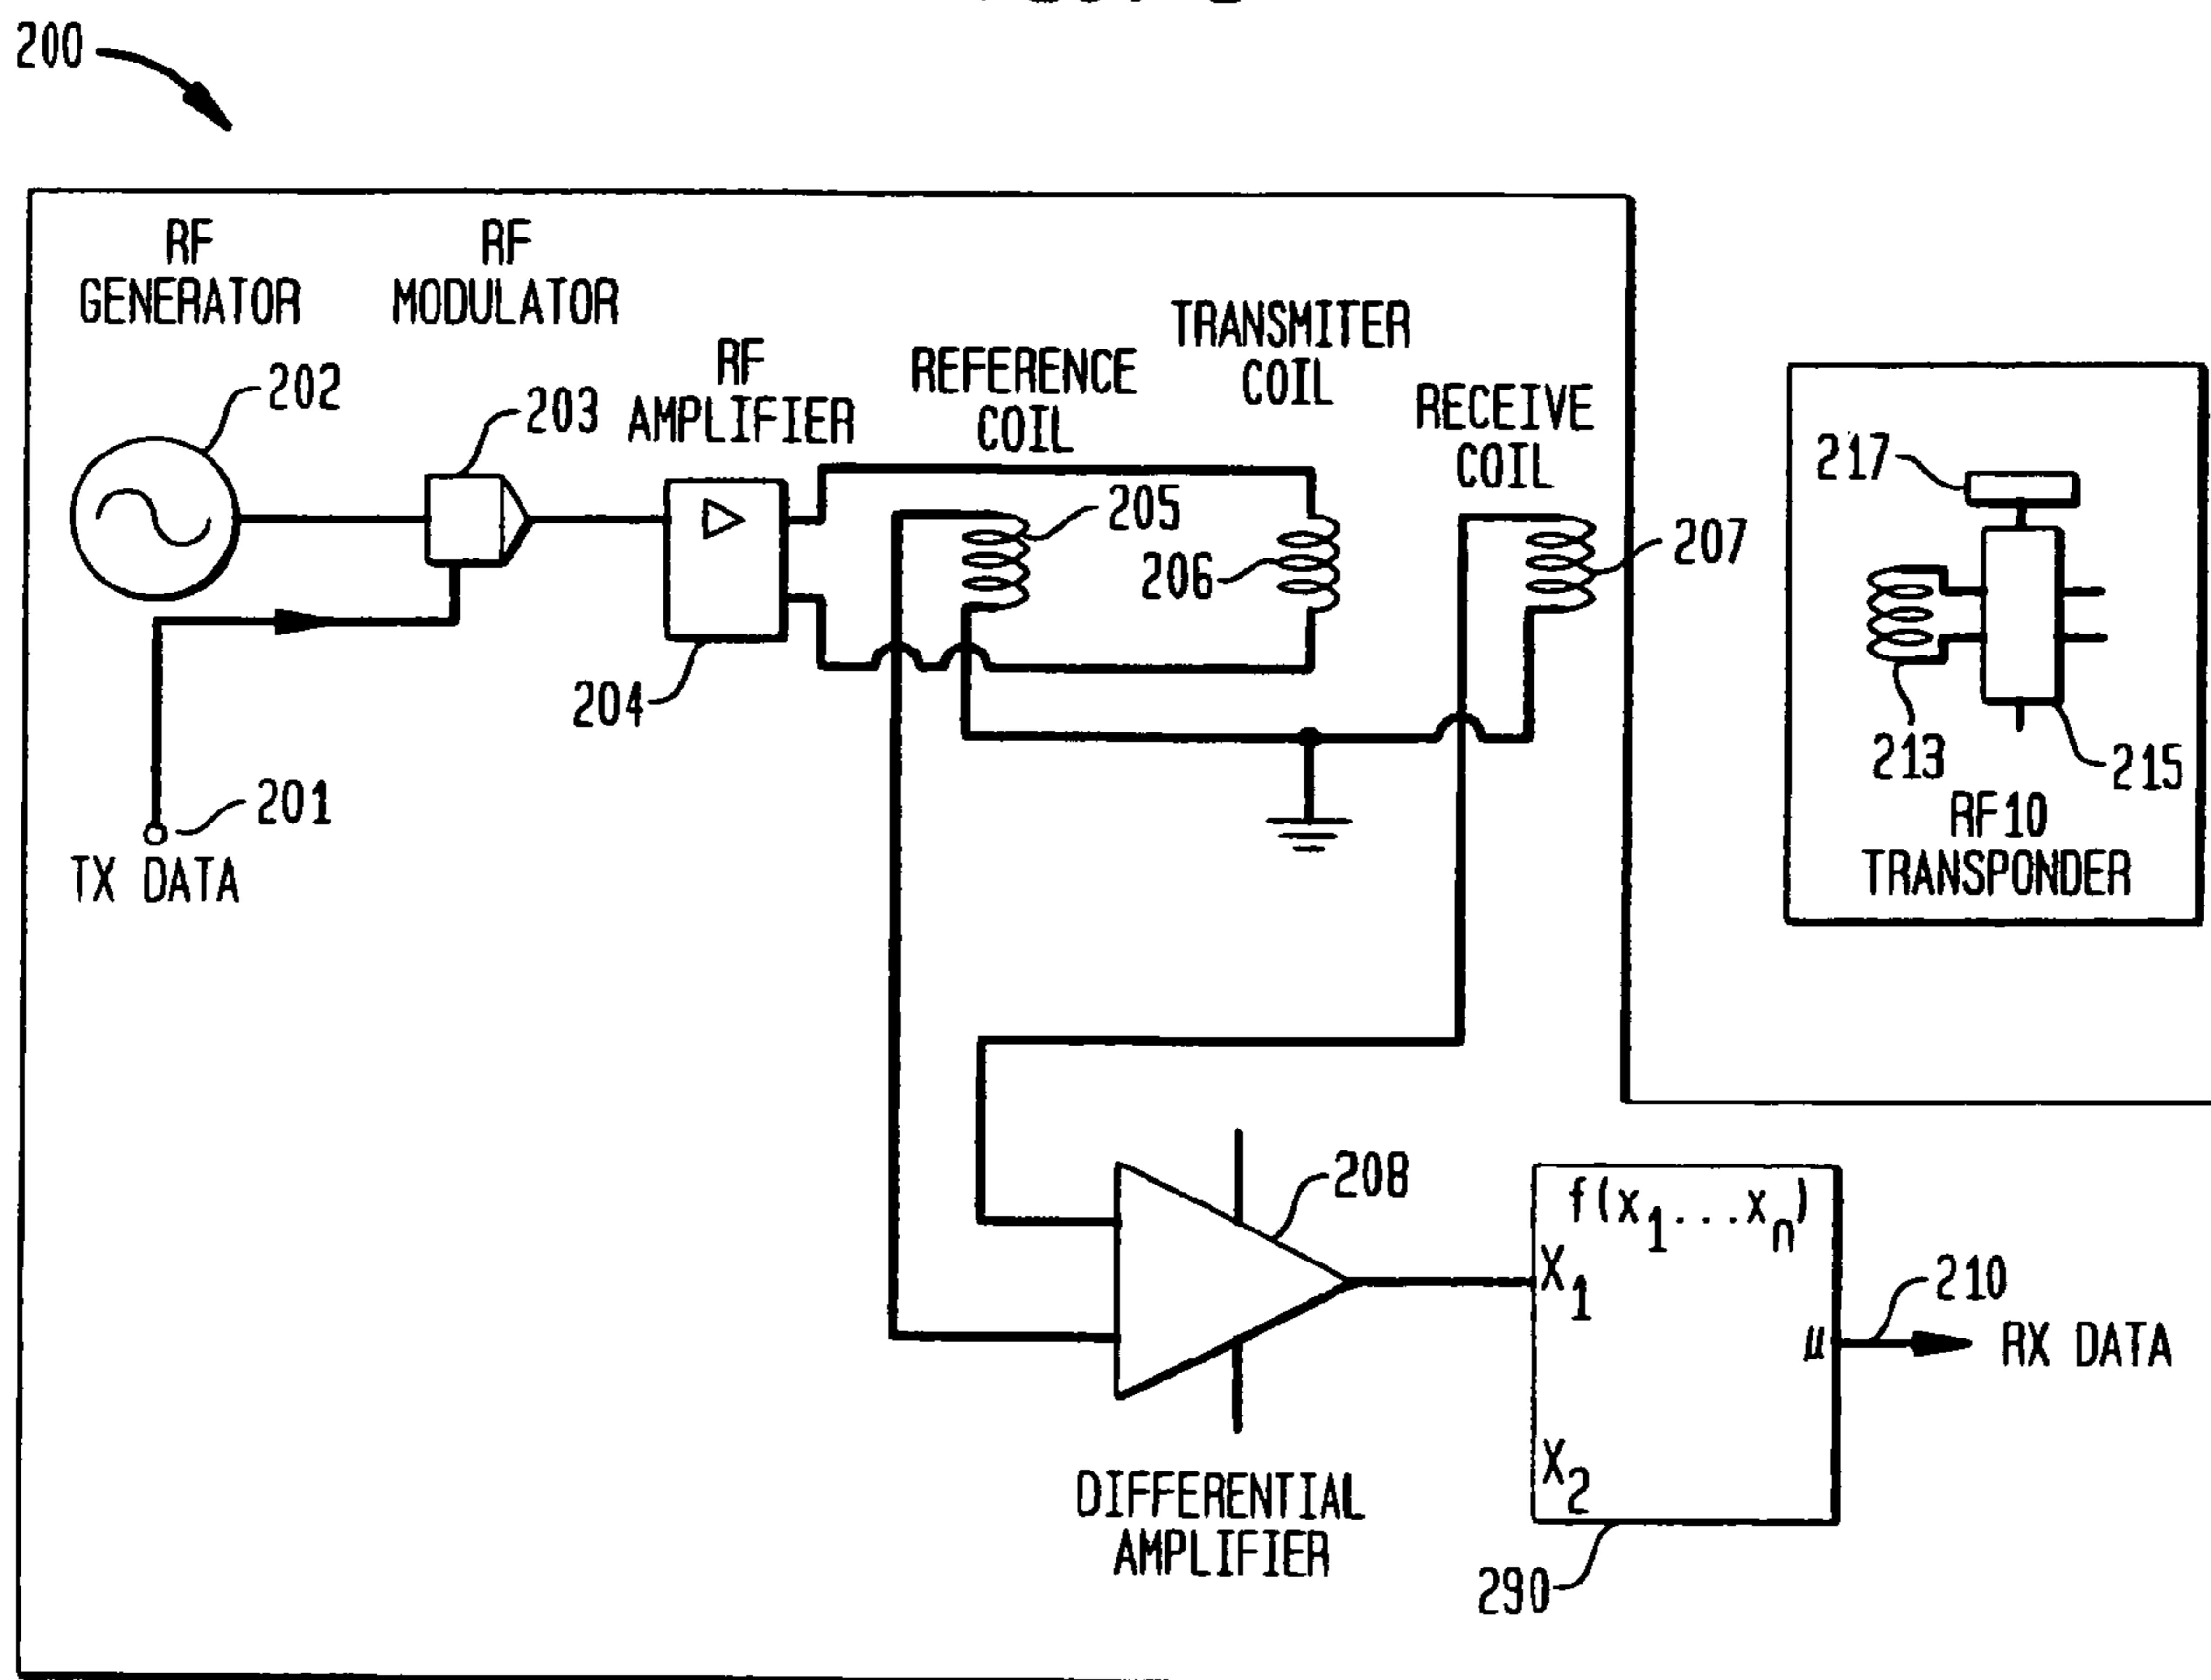 200
RF
GENERATOR
RF
MODULATOR
RF
AMPLIFIER
REFERENCE
COIL
TRANSMITER
COIL
RECEIVE
COIL
202
203
204
205
206
207
201
TX DATA
217
213
215
RF10
TRANSPONDER
208
DIFFERENTIAL
AMPLIFIER
f(x1...xn)
X1
X2
μ
210
RX DATA
290